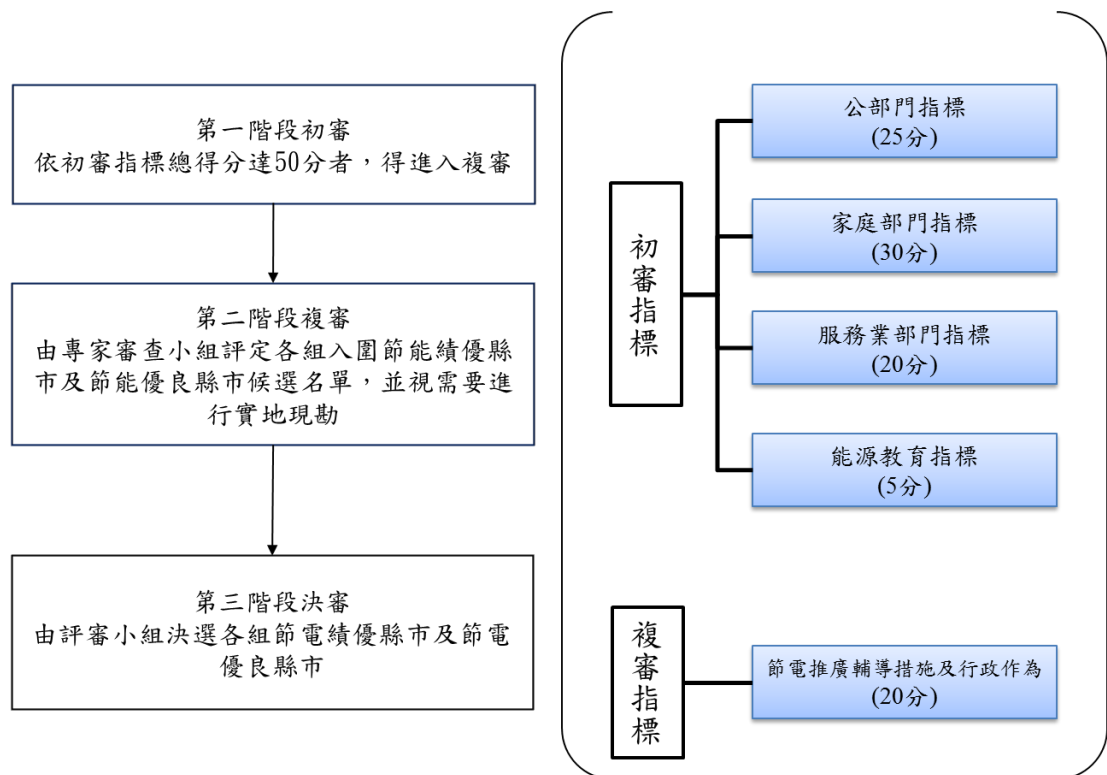 第一階段初審
依初審指標總得分達50分者，得進入複審
第二階段複審
由專家審查小組評定各組入圍節能績優縣
市及節能優良縣市候選名單，並視需要進
行實地現勘
第三階段決審
由評審小組決選各組節電績優縣市及節電
優良縣市
初審指標
公部門指標
(25分)
家庭部門指標
(30分)
服務業部門指標
(20分)
能源教育指標
(5分)
複審指標
節電推廣輔導措施及行政作為
(20分)